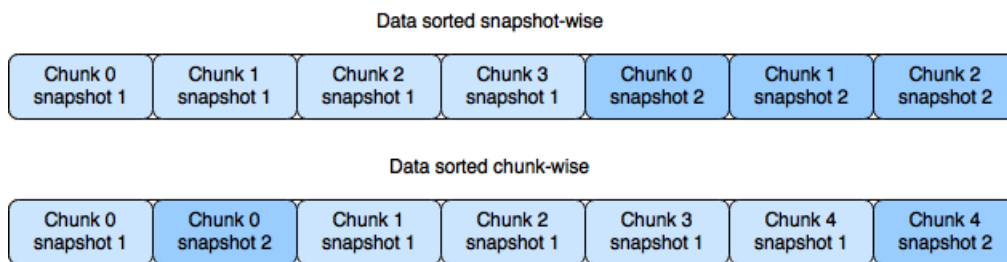 Data sorted snapshot-wise
Chunk 0 Chunk 1 Chunk 2 Chunk 3 Chunk 0 Chunk 1 Chunk 2
snapshot 1 snapshot 1 snapshot 1 snapshot 1 snapshot 2 snapshot 2 snapshot 2
Data sorted chunk-wise
Chunk 0 Chunk 0 Chunk 1 Chunk 2 Chunk 3 Chunk 4 Chunk 4
snapshot 1 snapshot 2 snapshot 1 snapshot 1 snapshot 1 snapshot 1 snapshot 2